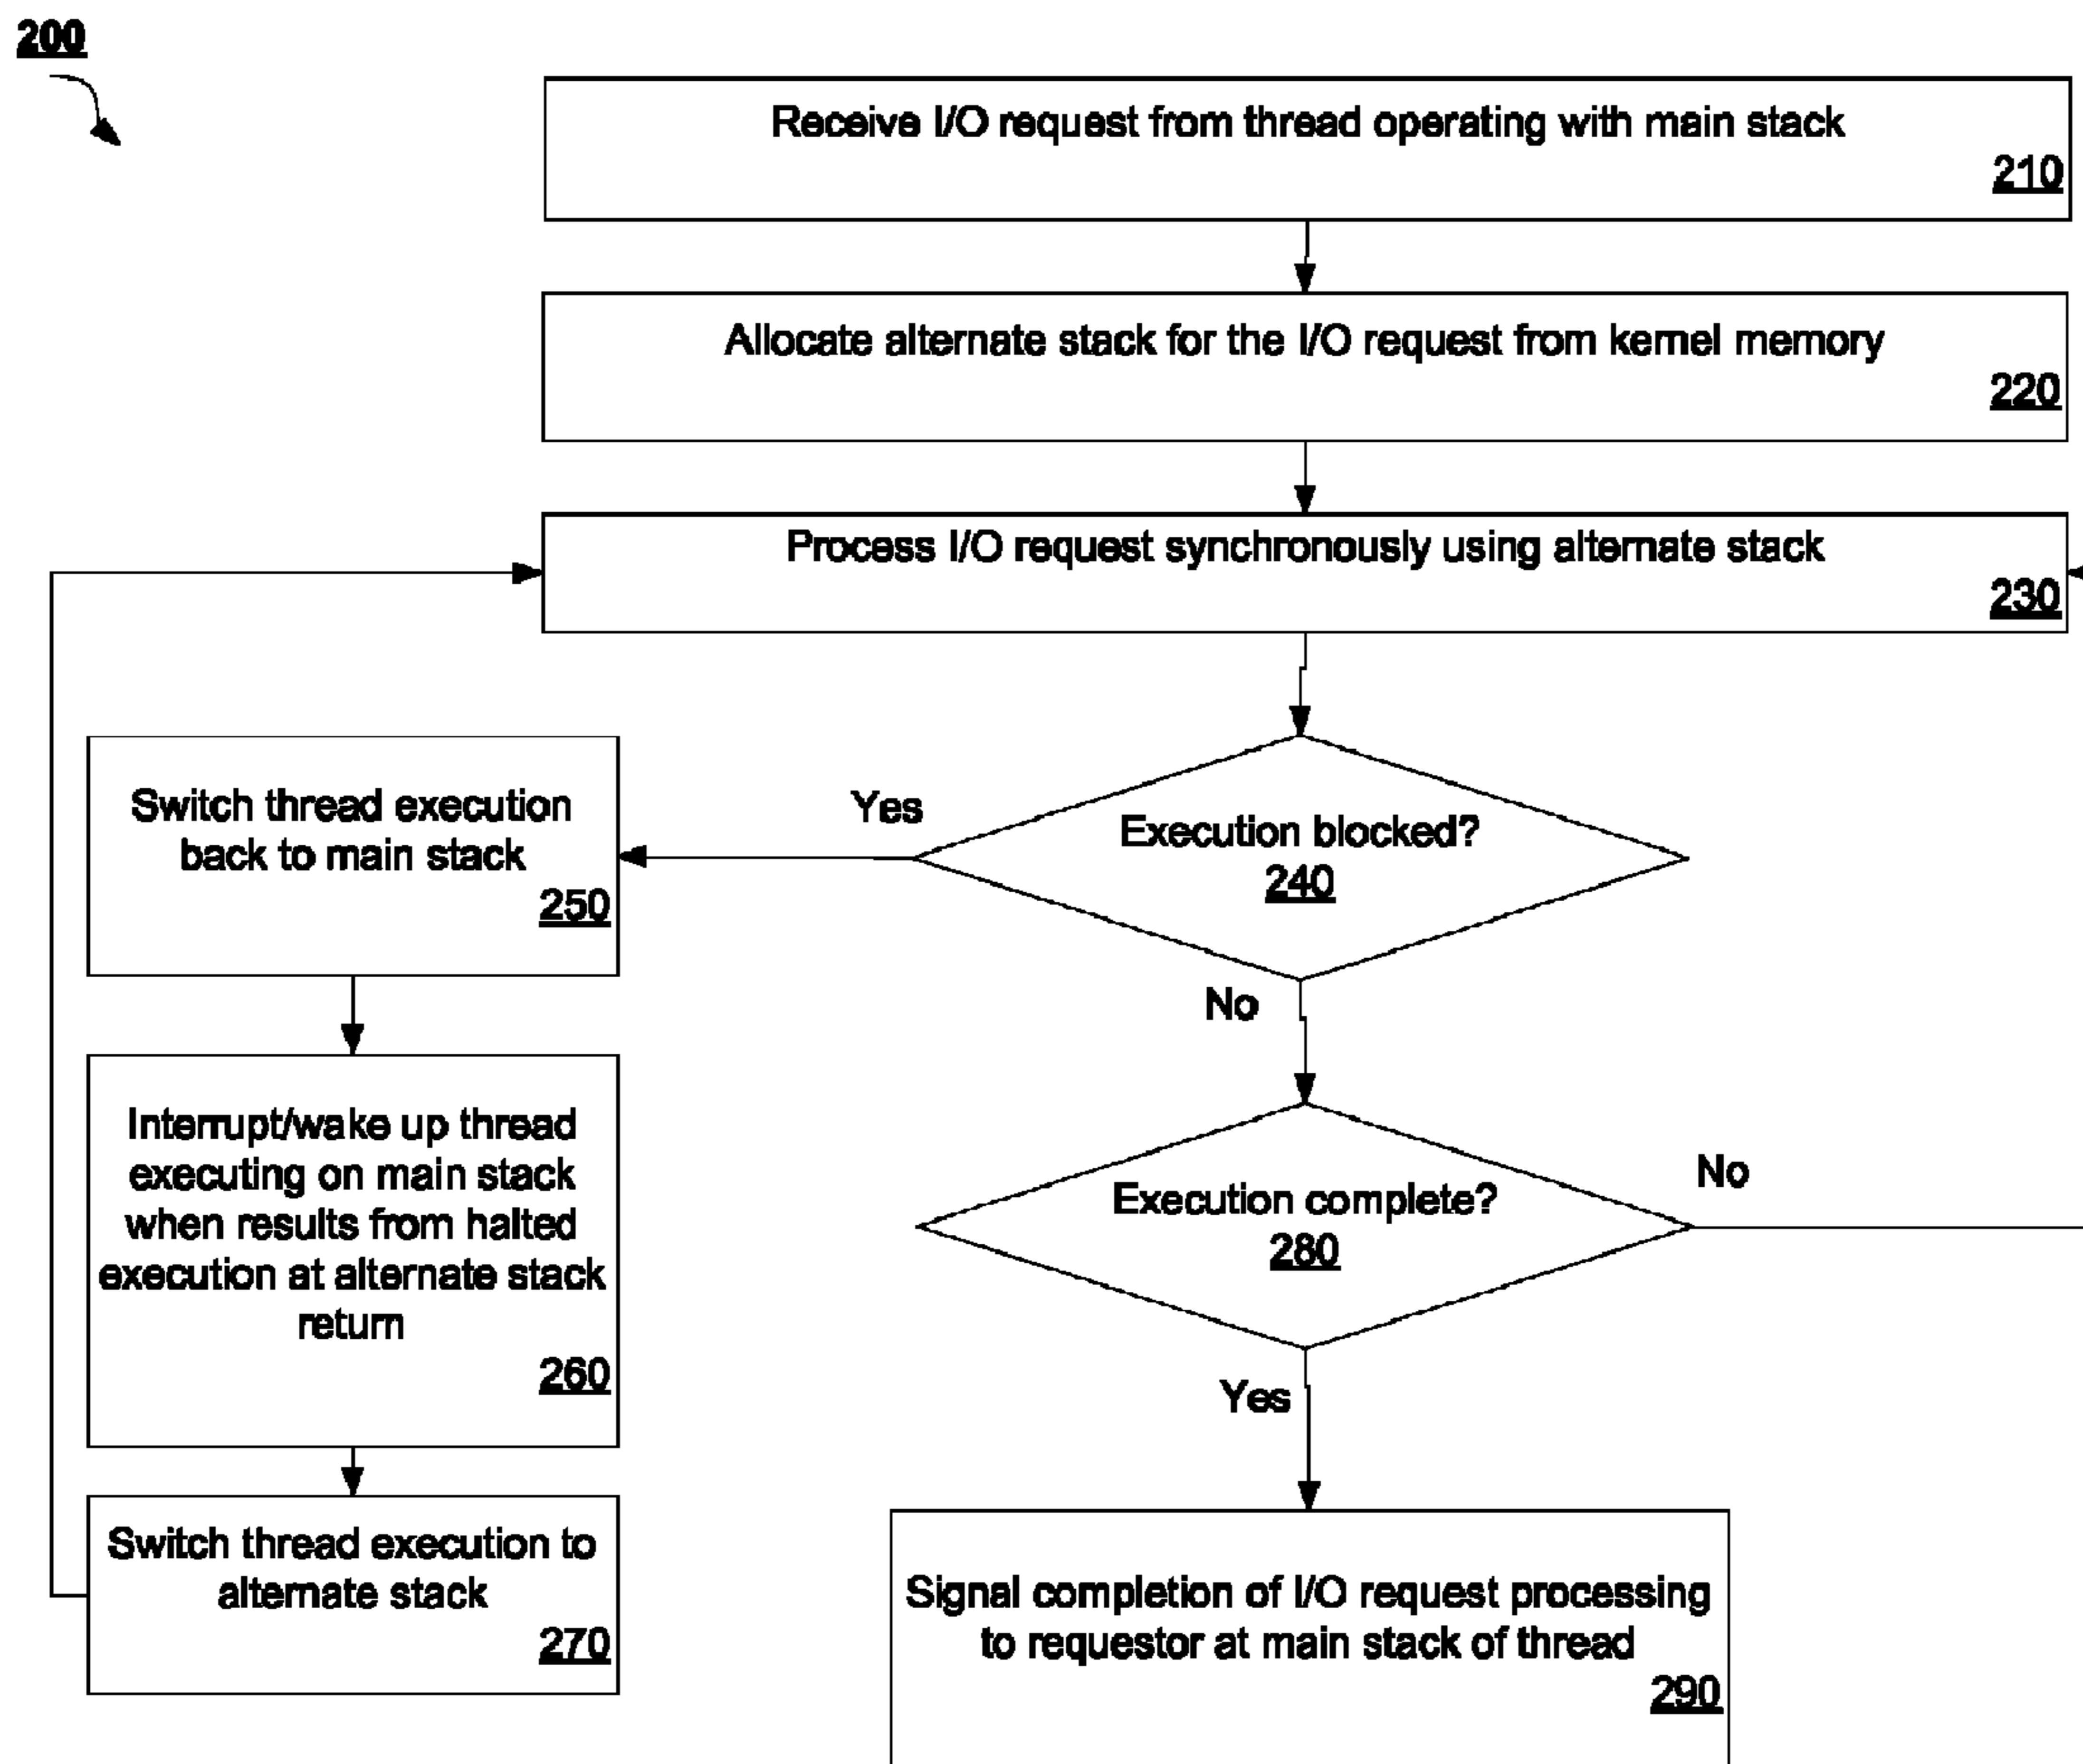 200
Receive I/O request from thread operating with main stack
210
Allocate alternate stack for the I/O request from kernel memory
220
Process I/O request synchronously using alternate stack
230
Execution blocked?
240
Yes
No
Switch thread execution
back to main stack
250
Interrupt/wake up thread
executing on main stack
when results from halted
execution at alternate stack
return
260
Switch thread execution to
alternate stack
270
Execution complete?
280
No
Yes
Signal completion of I/O request processing
to requestor at main stack of thread
290